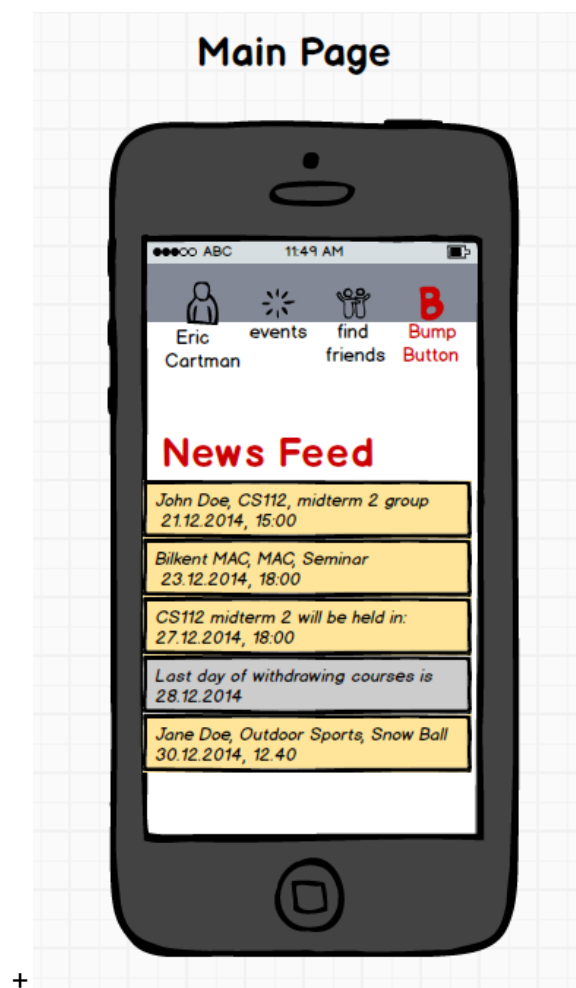 Main Page
ABC 11:49 AM
Eric Cartman events find friends B Bump Button
News Feed
John Doe, CS112, midterm 2 group
21.12.2014, 15:00
Bilkent MAC, MAC, Seminar
23.12.2014, 18:00
CS112 midterm 2 will be held in:
27.12.2014, 18:00
Last day of withdrawing courses is
28.12.2014
Jane Doe, Outdoor Sports, Snow Ball
30.12.2014, 12.40
+